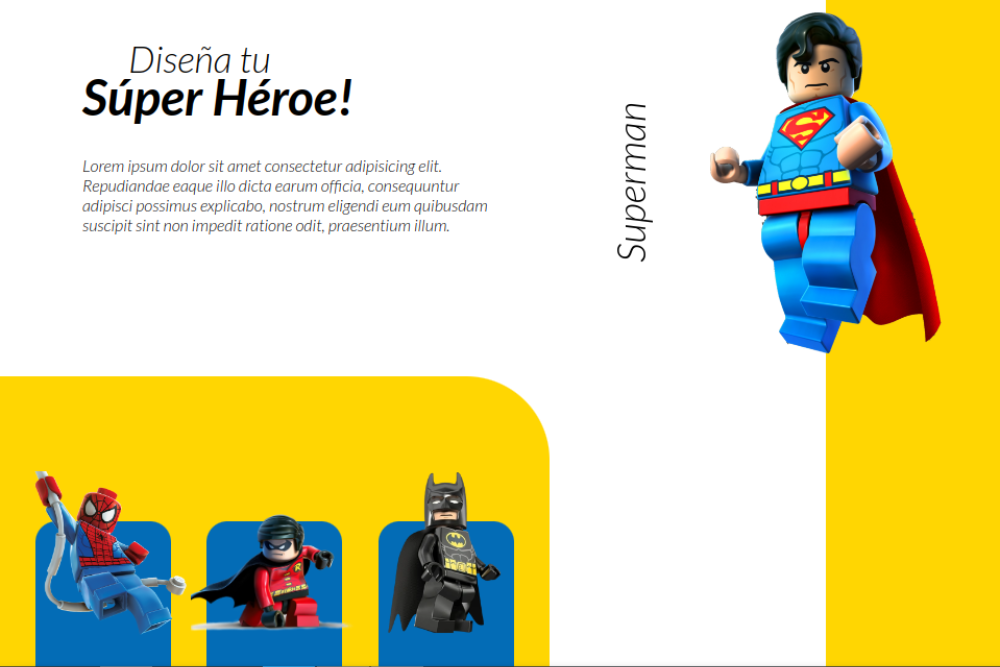 Diseña tu
Súper Héroe!
Lorem ipsum dolor sit amet consectetur adipisicing elit.
Repudiandae eaque illo dicta earum officia, consequuntur
adipisci possimus explicabo, nostrum eligendi eum quibusdam
suscipit sint non impedit ratione odit, praesentium illum.
Superman
S
R